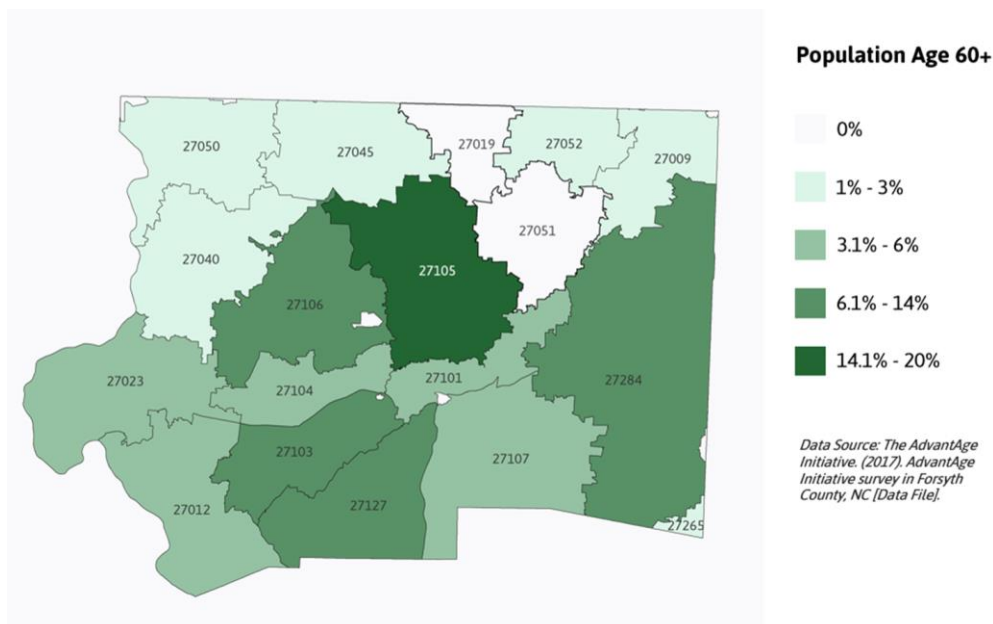 Population Age 60+
0%
1% - 3%
3.1% - 6%
6.1% - 14%
14.1% - 20%
Data Source: The AdvantAge
Initiative. (2017). AdvantAge
Initiative survey in Forsyth
County, NC [Data File].
27050
27045
27019
27052
27009
27040
27051
27105
27106
27023
27104
27101
27284
27103
27107
27012
27127
27265